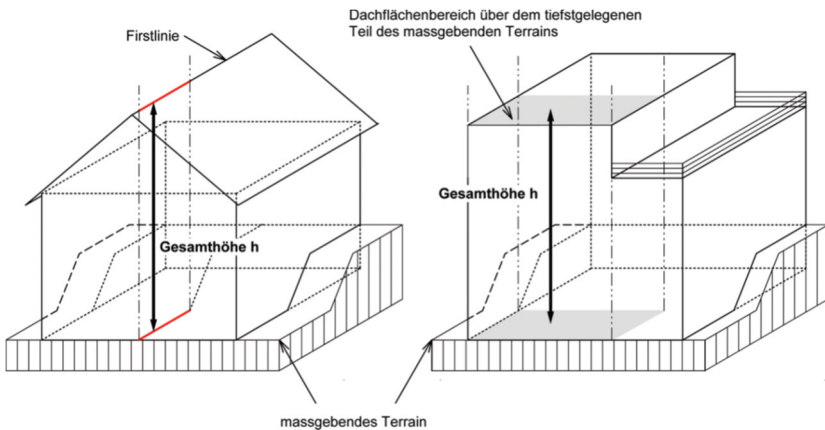 Firstlinie
Dachflächenbereich über dem tiefstgelegenen
Teil des massgebenden Terrains
Gesamthöhe h
Gesamthöhe h
massgebendes Terrain